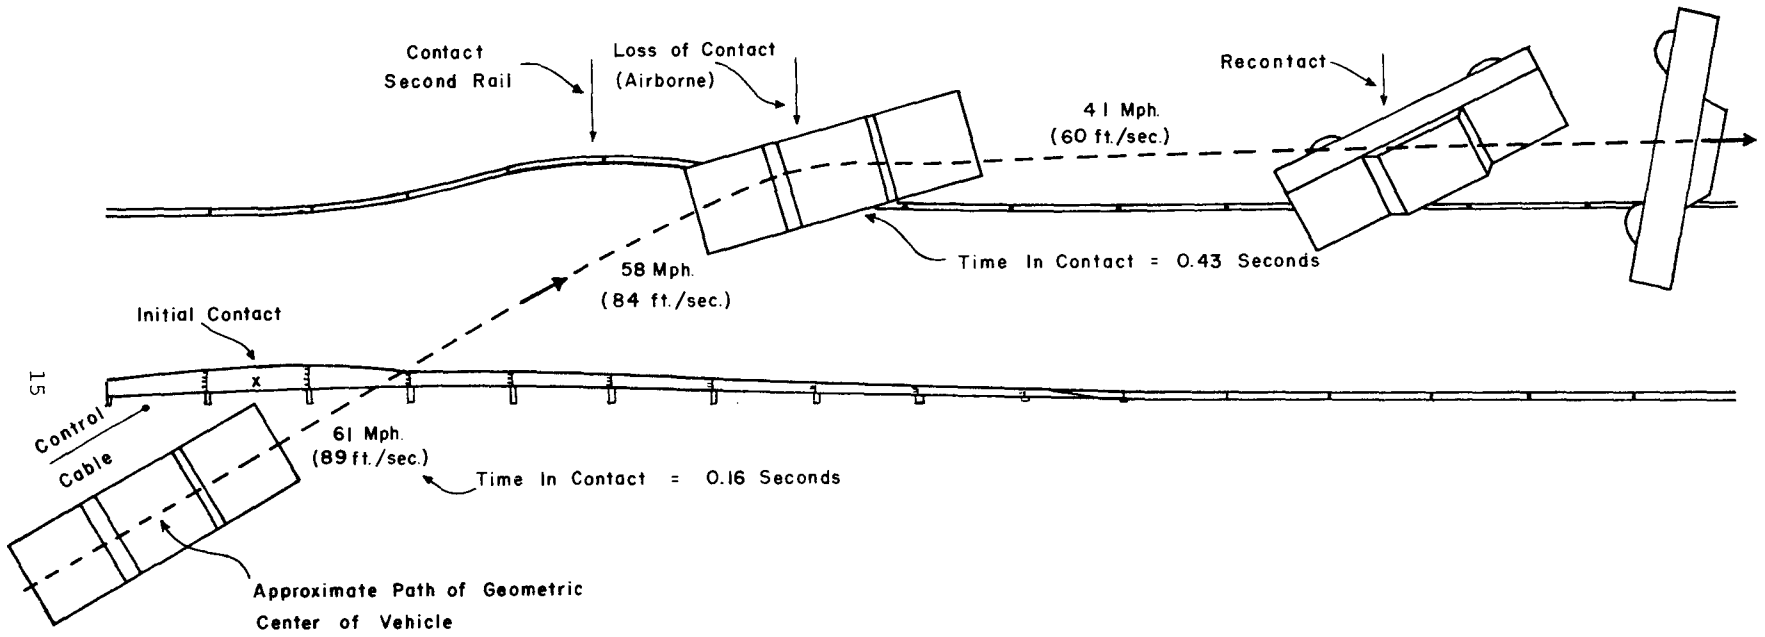 Contact
Second Rail
Loss of Contact
(Airborne)
Recontact
41 Mph.
(60 ft./sec.)
Time In Contact = 0.43 Seconds
58 Mph.
(84 ft./sec.)
Initial Contact
x
15
Control
Cable
61 Mph.
(89 ft./sec.)
Time In Contact = 0.16 Seconds
Approximate Path of Geometric
Center of Vehicle